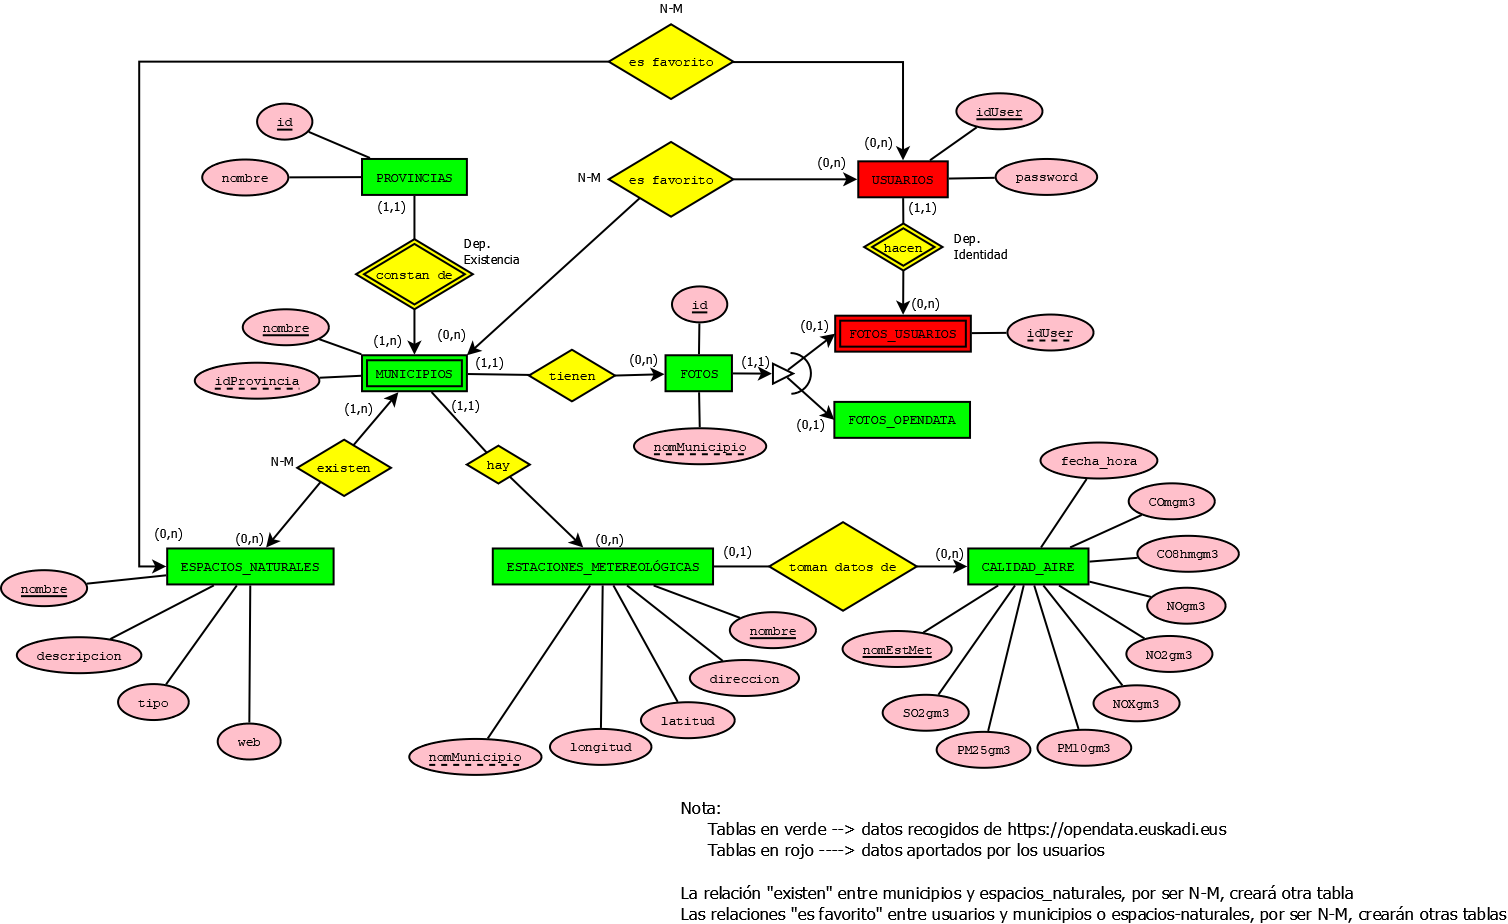 N-M
es favorito
id
idUser
(0,n)
nombre
PROVINCIAS
N-M
es favorito
(0,n)
USUARIOS
password
(1,1)
(1,1)
Dep.
Existencia
constan de
hacen
Dep.
Identidad
id
(0,n)
nombre
(1,n)
(0,n)
(0,1)
FOTOS_USUARIOS
idUser
idProvincia
MUNICIPIOS
(1,1)
tienen
(0,n)
FOTOS
(1,1)
(1,n)
(1,1)
(0,1)
FOTOS_OPENDATA
nomMunicipio
N-M
existen
hay
fecha_hora
COmgm3
(0,n)
(0,n)
(0,n)
(0,1)
(0,n)
CO8hmgm3
ESPACIOS_NATURALES
ESTACIONES_METEREOLÓGICAS
toman datos de
CALIDAD_AIRE
nombre
NOgm3
nombre
descripcion
nomEstMet
NO2gm3
direccion
tipo
latitud
SO2gm3
NOXgm3
web
nomMunicipio
longitud
PM25gm3
PM10gm3
Nota:
Tablas en verde --> datos recogidos de https://opendata.euskadi.eus
Tablas en rojo ----> datos aportados por los usuarios
La relación "existen" entre municipios y espacios_naturales, por ser N-M, creará otra tabla
Las relaciones "es favorito" entre usuarios y municipios o espacios-naturales, por ser N-M, crearán otras tablas